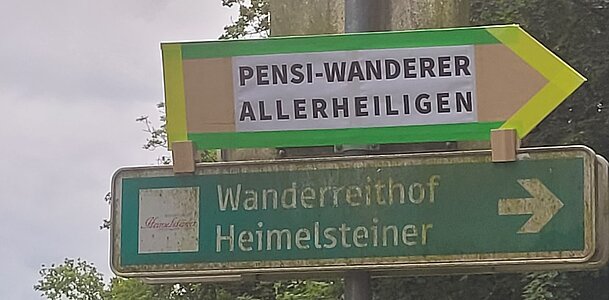 PENSI-WANDERER
ALLERHEILIGEN
Wanderreithof
Heimelsteiner